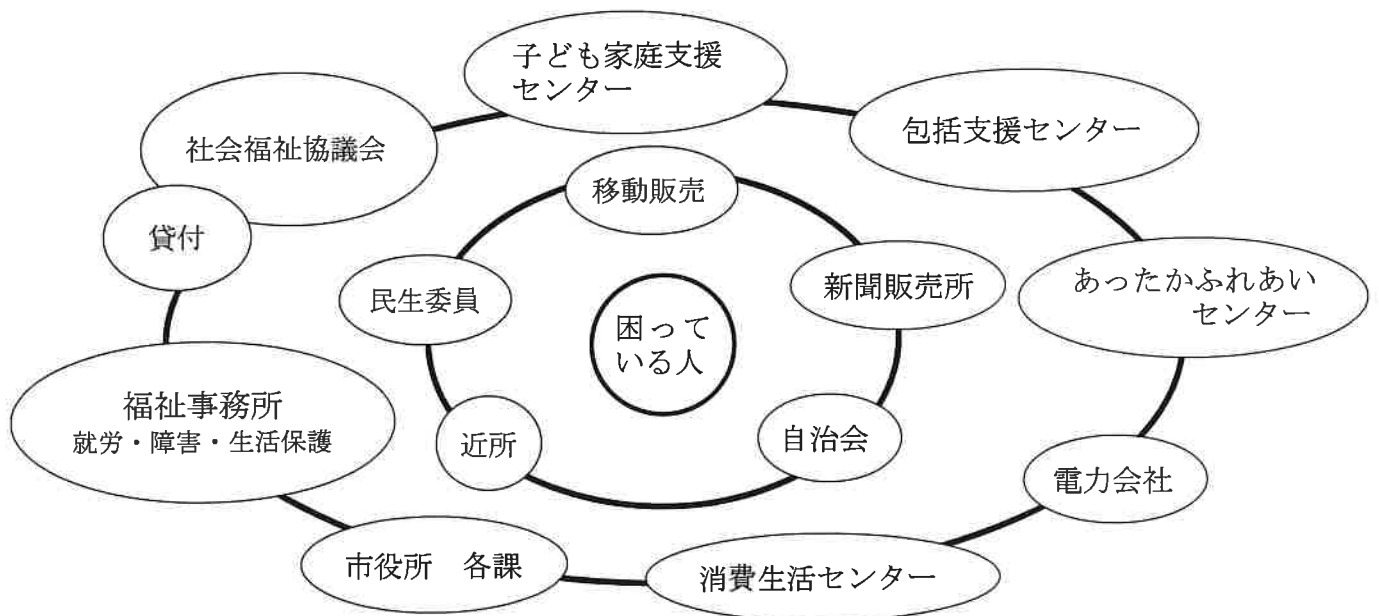 子ども家庭支援
センター
社会福祉協議会
包括支援センター
移動販売
貸付
民生委員
新聞販売所
あったかふれあい
センター
困って
いる人
福祉事務所
就労・障害・生活保護
近所
自治会
電力会社
市役所　各課
消費生活センター